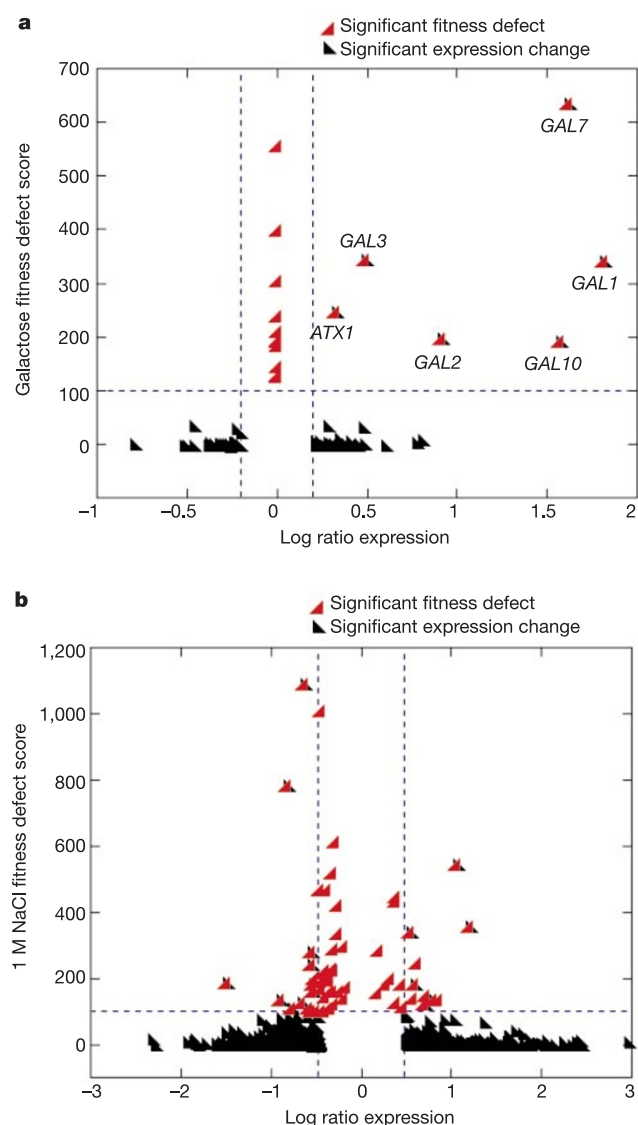 a
Significant fitness defect
Significant expression change
Galactose fitness defect score
700
600
500
400
300
200
100
0
GAL7
GAL3
GAL1
ATX1
GAL2
GAL10
−1
−0.5
0
0.5
1
1.5
2
Log ratio expression
b
Significant fitness defect
Significant expression change
1 M NaCl fitness defect score
1,200
1,000
800
600
400
200
0
−3
−2
−1
0
1
2
3
Log ratio expression